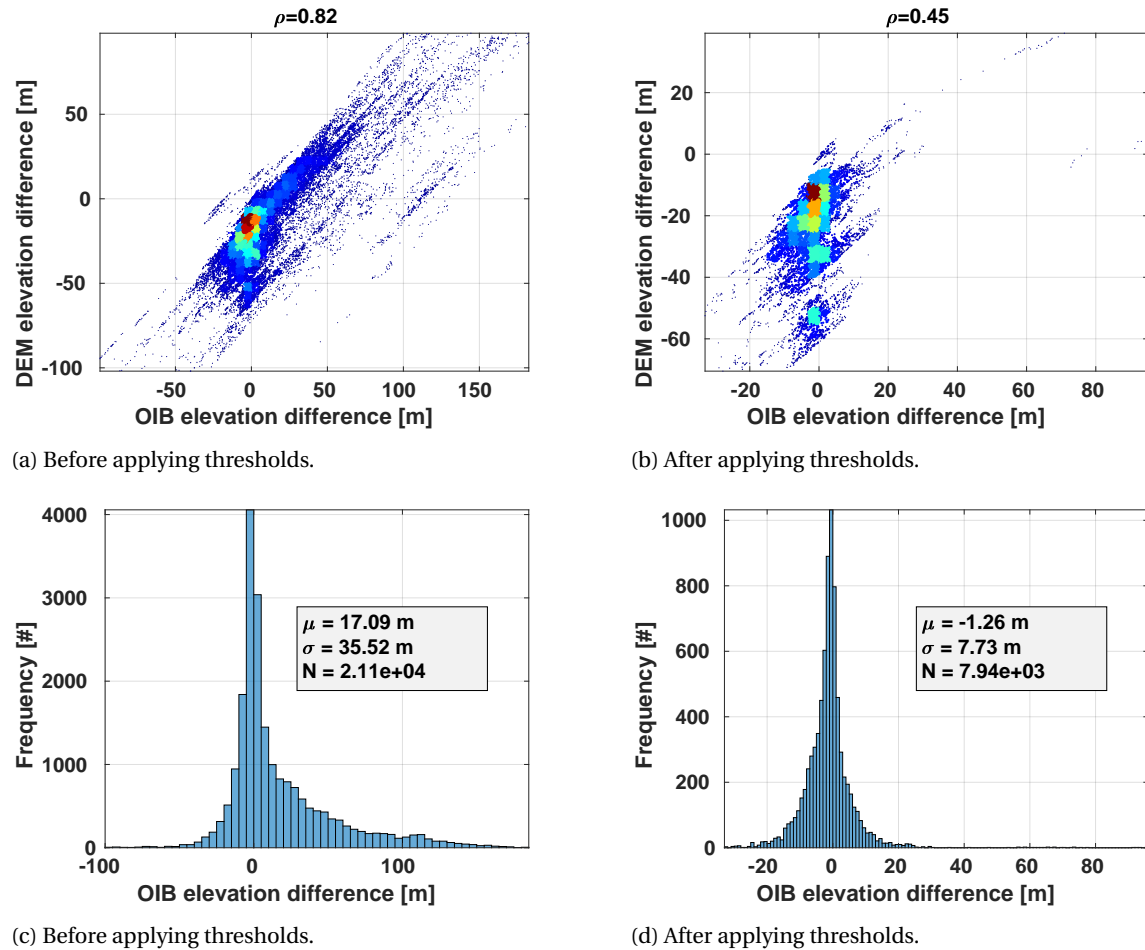 ρ=0.82
DEM elevation difference [m]
50
0
-50
-100
-50
0
50
100
150
OIB elevation difference [m]
(a) Before applying thresholds.
ρ=0.45
DEM elevation difference [m]
20
0
-20
-40
-60
-20
0
20
40
60
80
OIB elevation difference [m]
(b) After applying thresholds.
Frequency [#]
4000
3000
2000
1000
0
μ = 17.09 m
σ = 35.52 m
N = 2.11e+04
-100
0
100
OIB elevation difference [m]
(c) Before applying thresholds.
Frequency [#]
1000
800
600
400
200
0
μ = -1.26 m
σ = 7.73 m
N = 7.94e+03
-20
0
20
40
60
80
OIB elevation difference [m]
(d) After applying thresholds.